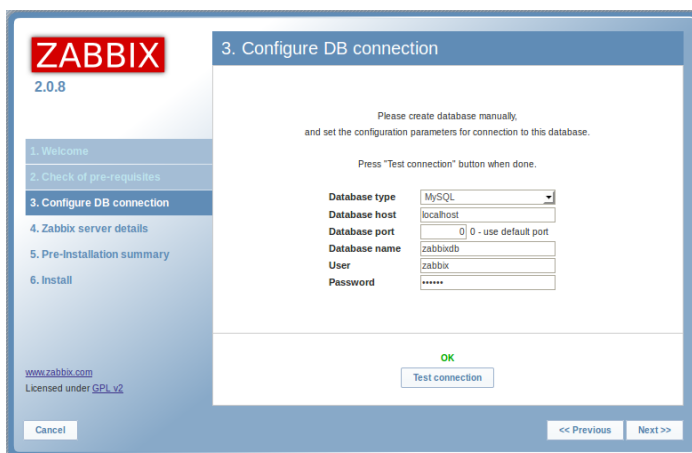 ZABBIX
2.0.8
1. Welcome
2. Check of pre-requisites
3. Configure DB connection
4. Zabbix server details
5. Pre-Installation summary
6. Install
www.zabbix.com
Licensed under GPL v2
Cancel
3. Configure DB connection
Please create database manually,
and set the configuration parameters for connection to this database.
Press "Test connection" button when done.
Database type MySQL
Database host localhost
Database port 0 0 - use default port
Database name zabbixdb
User zabbix
Password ••••••
OK
Test connection
<< Previous Next >>